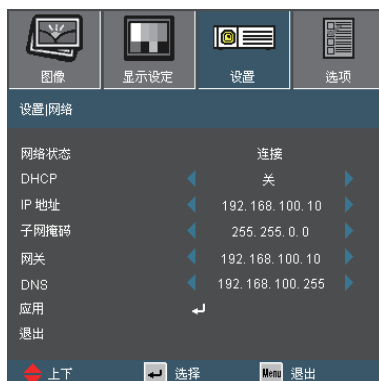 图像 显示设定 设置 选项
设置|网络
网络状态 连接
DHCP 关
IP 地址 192.168.100.10
子网掩码 255.255.0.0
网关 192.168.100.10
DNS 192.168.100.255
应用
退出
上下 选择 Menu 退出